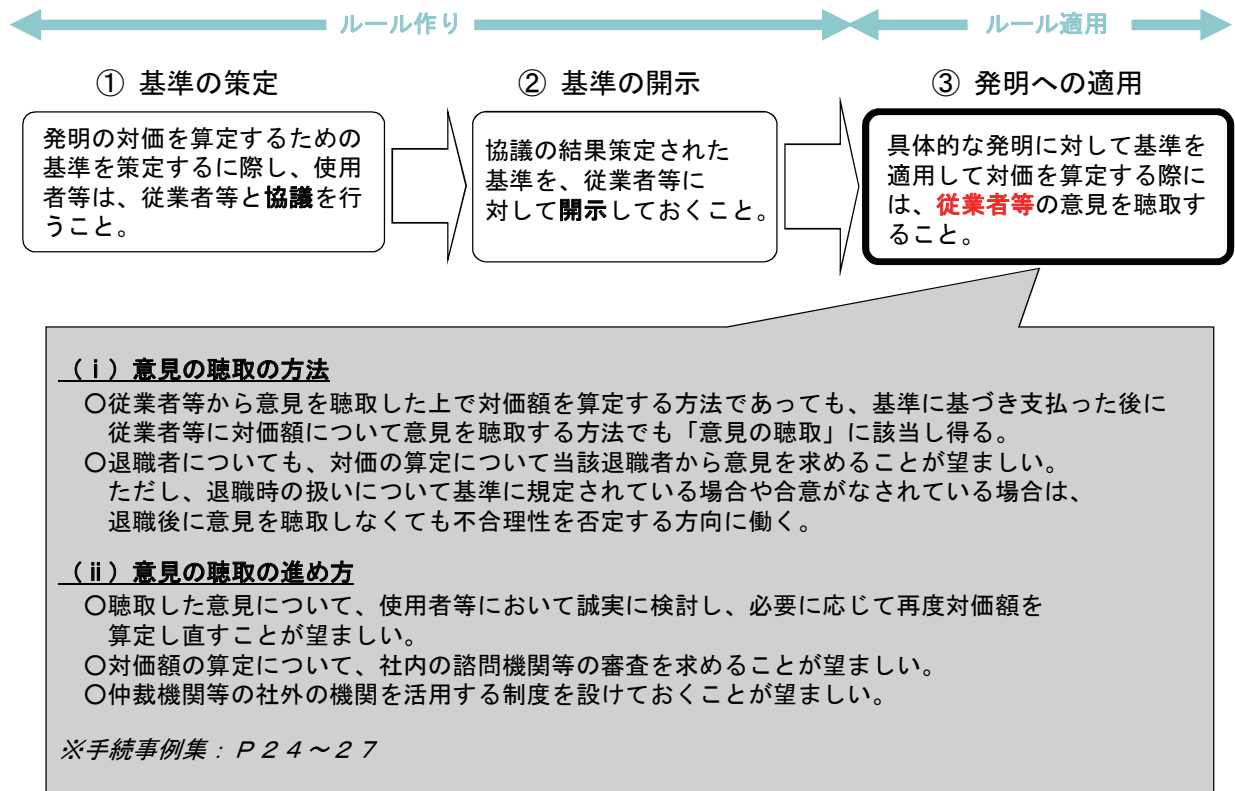 ルール作り
ルール適用
① 基準の策定
② 基準の開示
③ 発明への適用
発明の対価を算定するための
基準を策定するに際し、使用
者等は、従業者等と協議を行
うこと。
協議の結果策定された
基準を、従業者等に
対して開示しておくこと。
具体的な発明に対して基準を
適用して対価を算定する際に
は、従業者等の意見を聴取す
ること。
（ⅰ）意見の聴取の方法
○従業者等から意見を聴取した上で対価額を算定する方法であっても、基準に基づき支払った後に
従業者等に対価額について意見を聴取する方法でも「意見の聴取」に該当し得る。
○退職者についても、対価の算定について当該退職者から意見を求めることが望ましい。
ただし、退職時の扱いについて基準に規定されている場合や合意がなされている場合は、
退職後に意見を聴取しなくても不合理性を否定する方向に働く。
（ⅱ）意見の聴取の進め方
○聴取した意見について、使用者等において誠実に検討し、必要に応じて再度対価額を
算定し直すことが望ましい。
○対価額の算定について、社内の諮問機関等の審査を求めることが望ましい。
○仲裁機関等の社外の機関を活用する制度を設けておくことが望ましい。
※手続事例集：Ｐ２４～２７